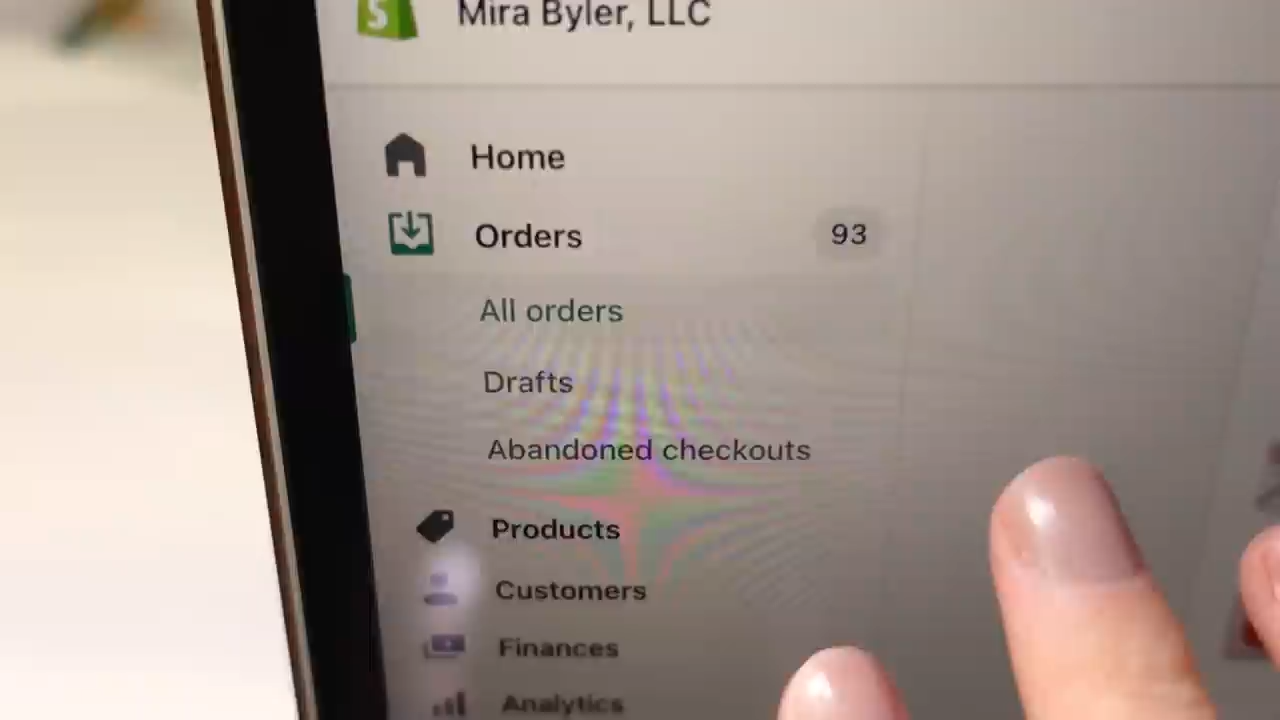 Mira Byler, LLC
Home
Orders 93
All orders
Drafts
Abandoned checkouts
Products
Customers
Finances
Analytics